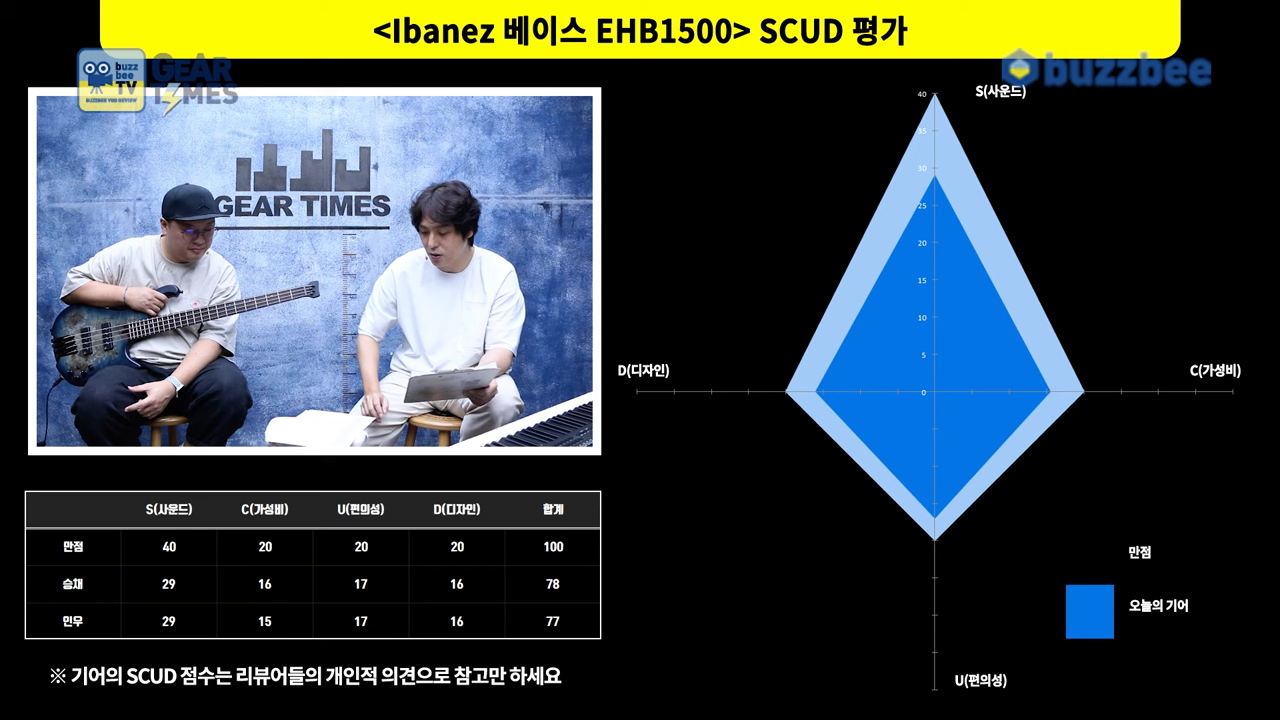 <Ibanez 베이스 EHB1500> SCUD 평가
buzz
bee
TV
BUZZBEE YOU REVIEW
GEAR
TIMES
buzzbee
GEAR TIMES
S(사운드)
40
35
30
25
20
15
10
5
0
D(디자인)
C(가성비)
U(편의성)
만점
오늘의 기어
S(사운드) C(가성비) U(편의성) D(디자인) 합계
만점 40 20 20 20 100
승채 29 16 17 16 78
민우 29 15 17 16 77
※ 기어의 SCUD 점수는 리뷰어들의 개인적 의견으로 참고만 하세요